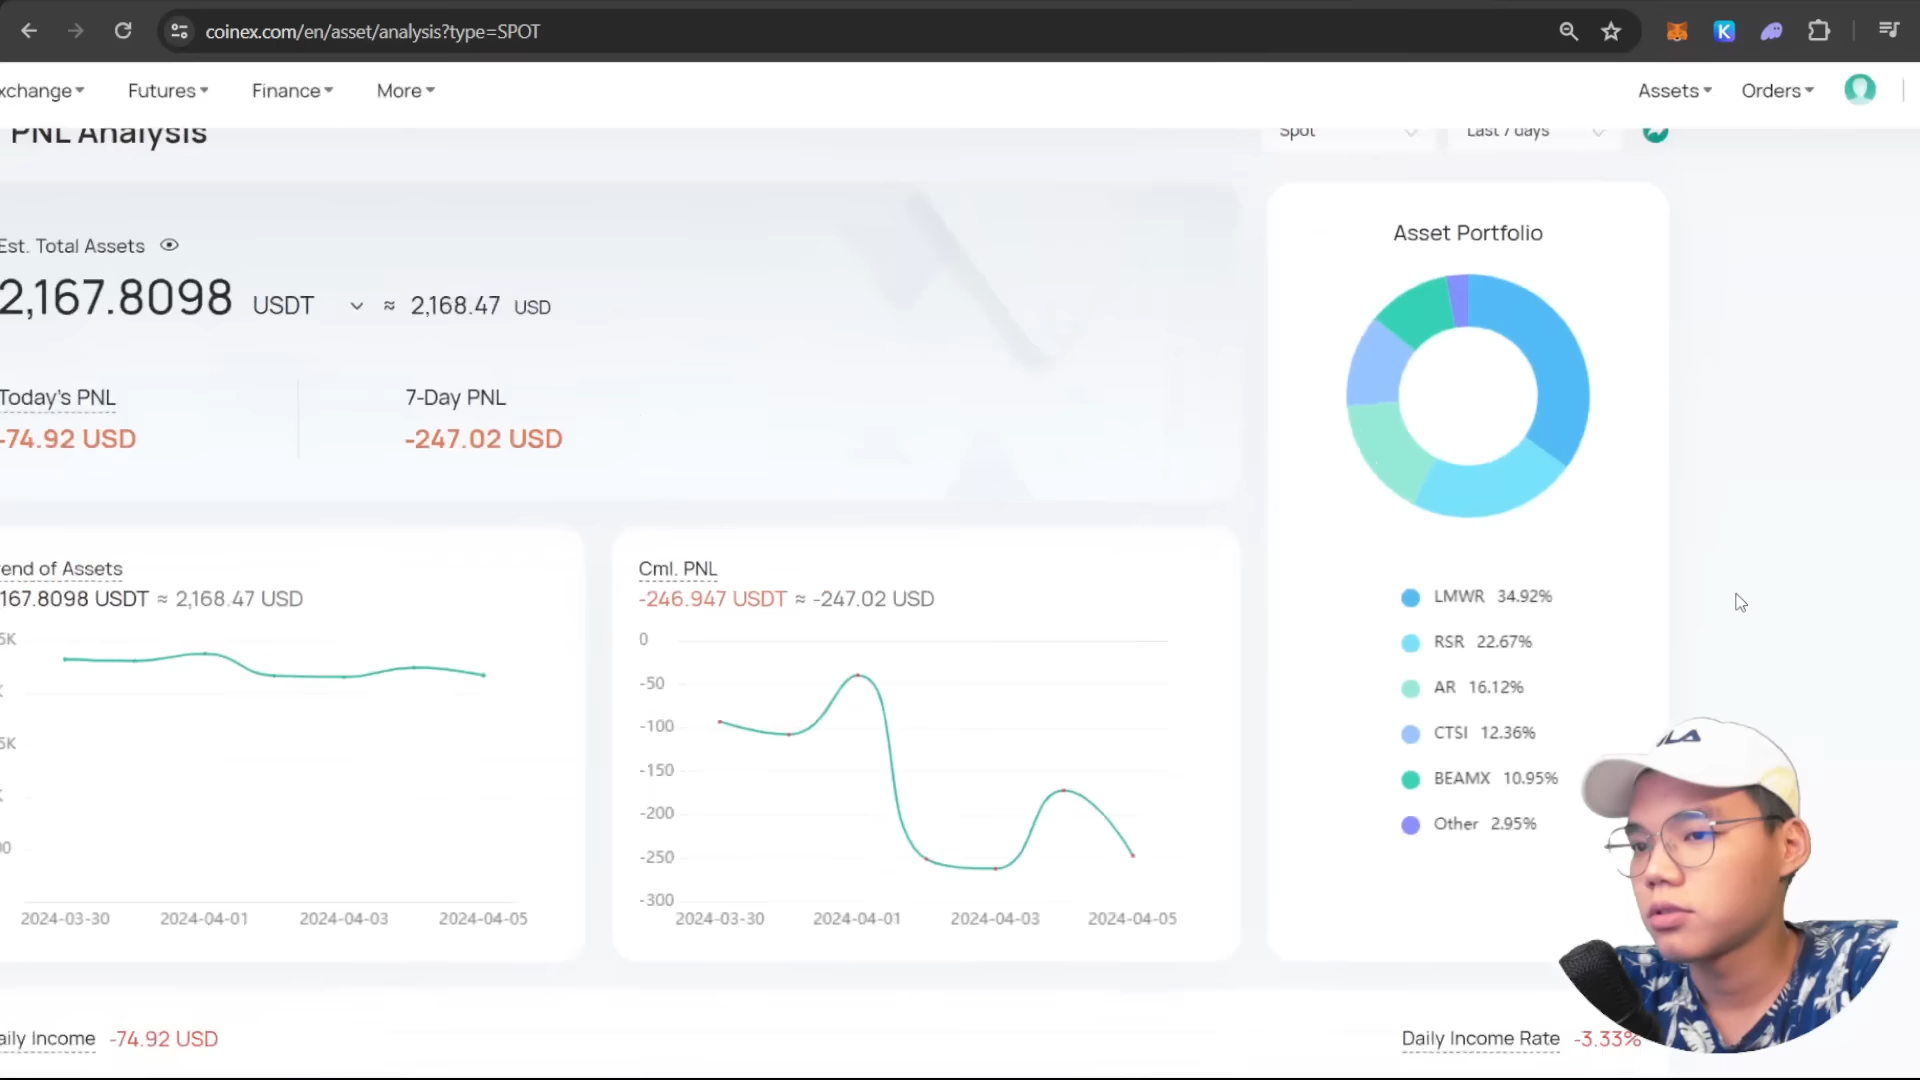 coinex.com/en/asset/analysis?type=SPOT
K
xchange Futures Finance More Assets Orders
PNL Analysis
Spot Last 7 days
Est. Total Assets
2,167.8098 USDT ≈ 2,168.47 USD
Today's PNL 7-Day PNL
-74.92 USD -247.02 USD
Asset Portfolio
LMWR 34.92%
RSR 22.67%
AR 16.12%
CTSI 12.36%
BEAMX 10.95%
Other 2.95%
end of Assets
167.8098 USDT ≈ 2,168.47 USD
5K
K
5K
K
00
2024-03-30 2024-04-01 2024-04-03 2024-04-05
Cml. PNL
-246.947 USDT ≈ -247.02 USD
0
-50
-100
-150
-200
-250
-300
2024-03-30 2024-04-01 2024-04-03 2024-04-05
aily Income -74.92 USD
Daily Income Rate -3.33%